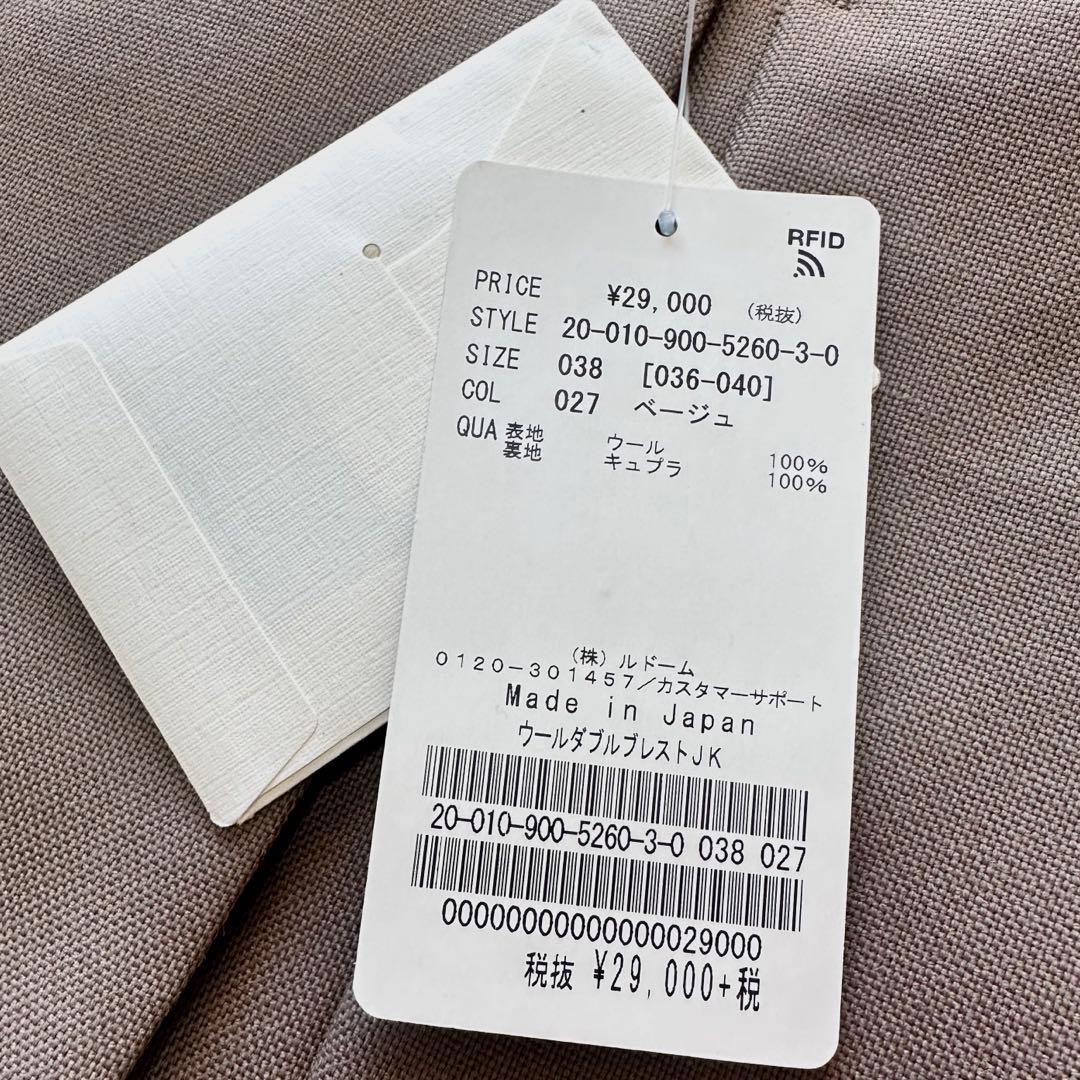 RFID
PRICE ¥29,000 (税抜)
STYLE 20-010-900-5260-3-0
SIZE 038 [036-040]
COL 027 ベージュ
QUA 表地 ウール 100%
裏地 キュプラ 100%
(株)ルドーム
0120-301457/カスタマーサポート
Made in Japan
ウールダブルブレストJK
20-010-900-5260-3-0 038 027
0000000000000029000
税抜 ¥29,000+税